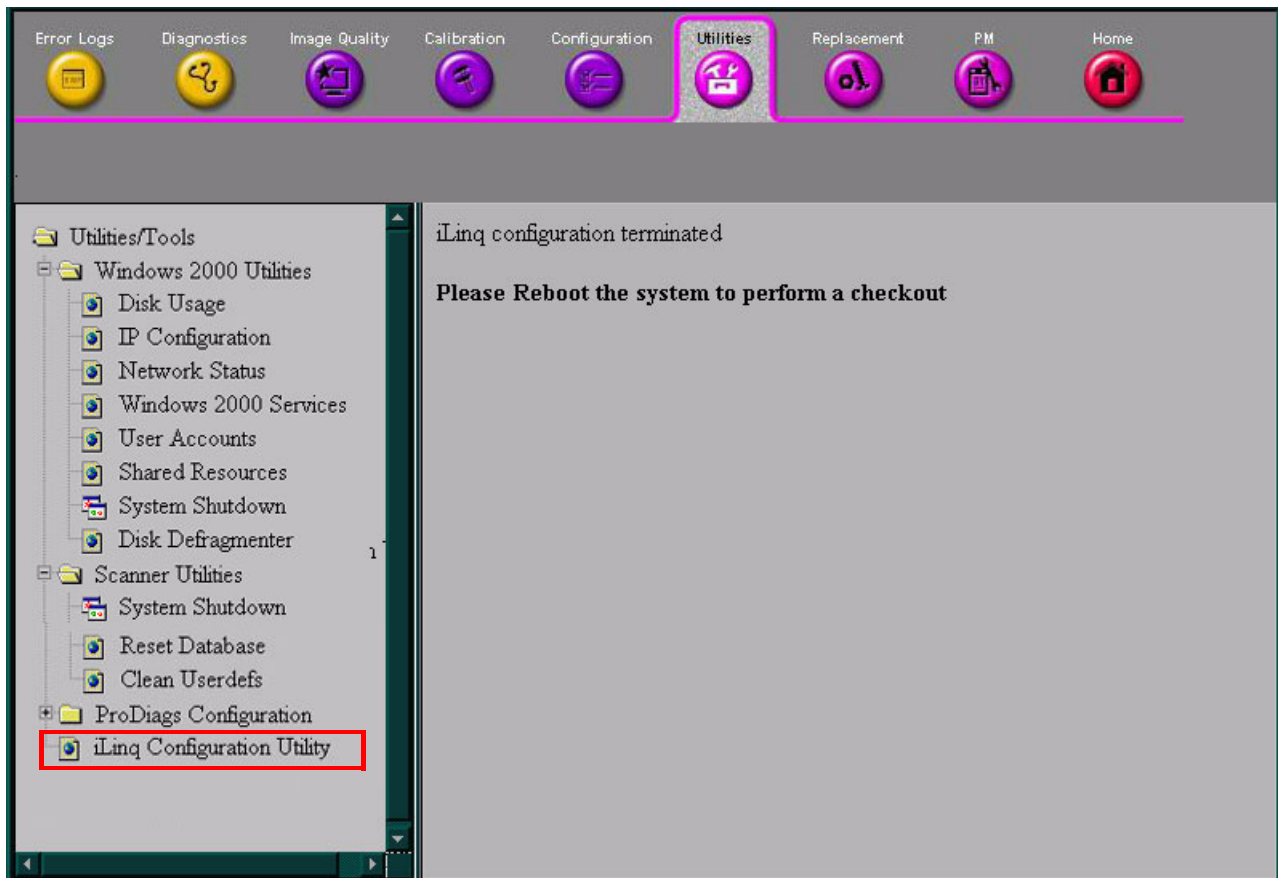 Error Logs Diagnostics Image Quality Calibration Configuration Utilities Replacement PM Home
Utilities/Tools
Windows 2000 Utilities
Disk Usage
IP Configuration
Network Status
Windows 2000 Services
User Accounts
Shared Resources
System Shutdown
Disk Defragmenter
Scanner Utilities
System Shutdown
Reset Database
Clean Userdefs
ProDiags Configuration
iLinq Configuration Utility
iLinq configuration terminated
Please Reboot the system to perform a checkout